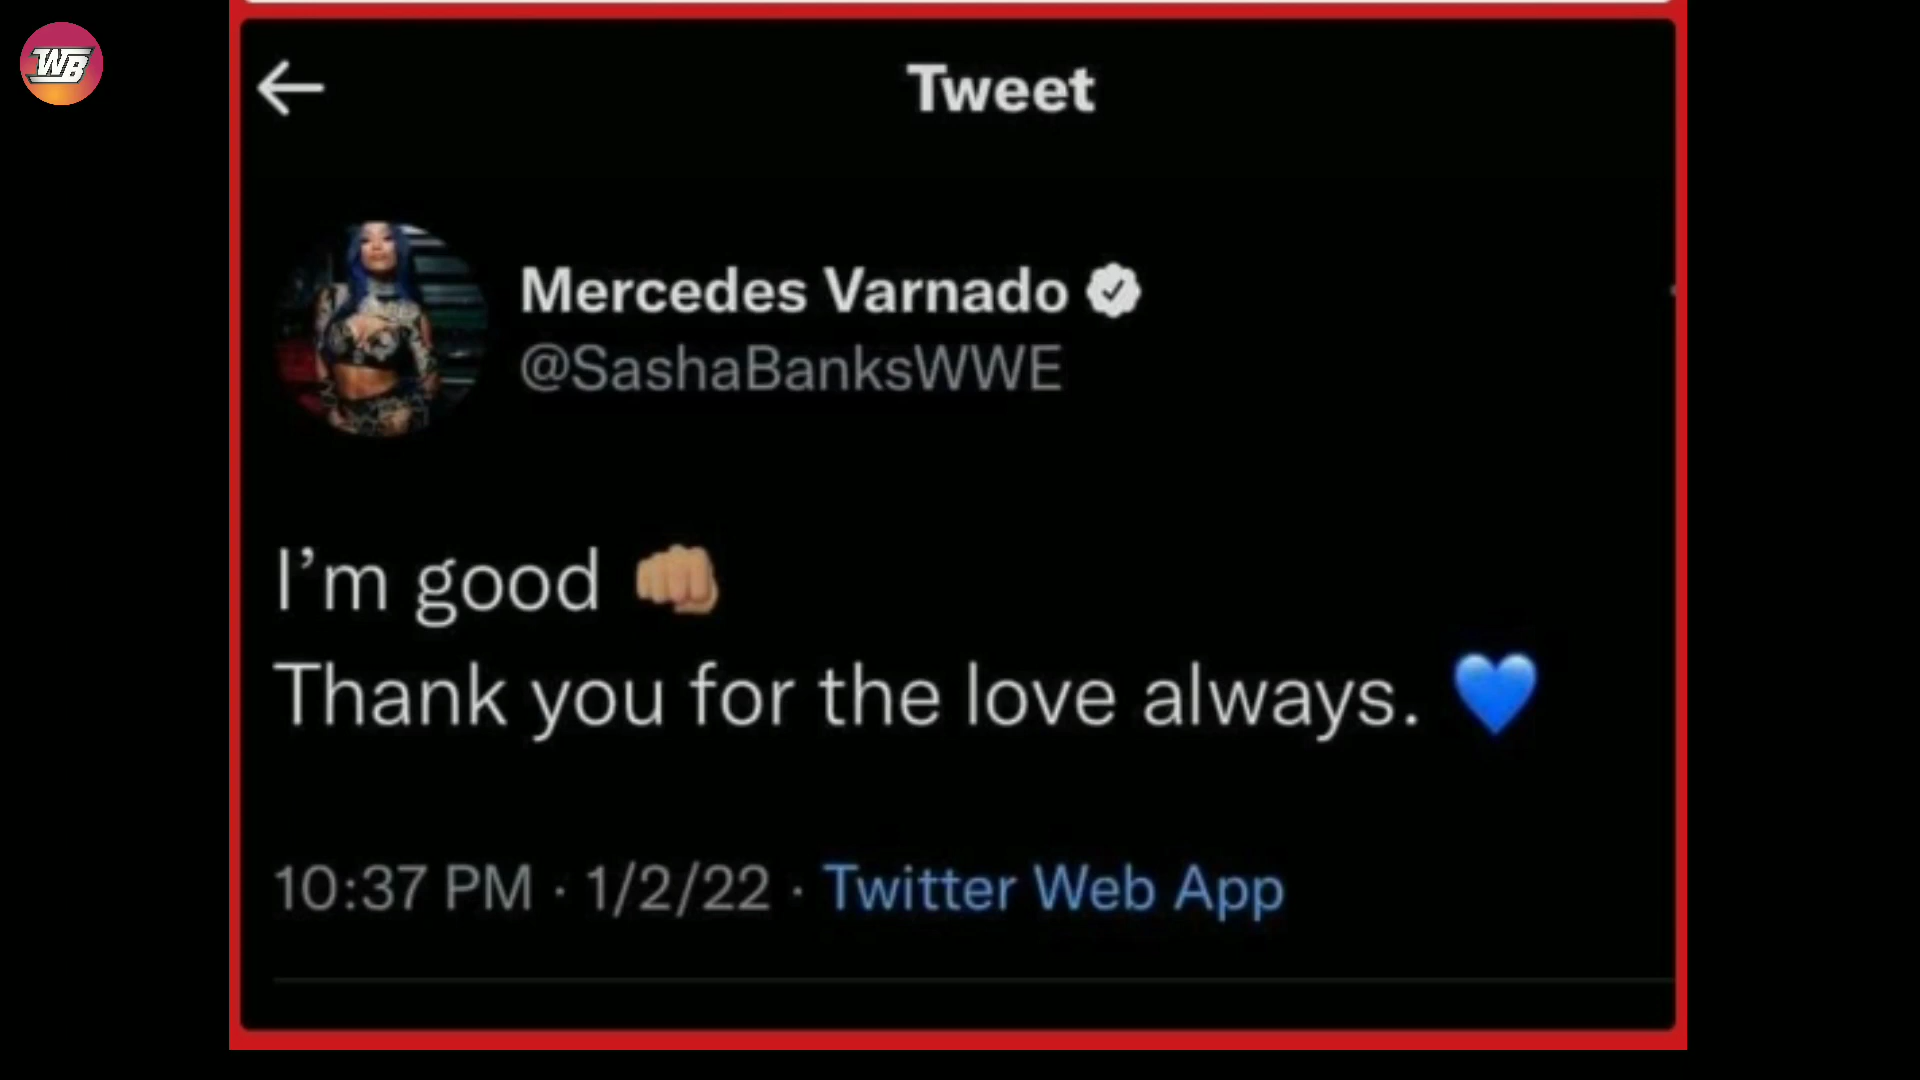 WB
Tweet
Mercedes Varnado
@SashaBanksWWE
I’m good 👊🏼
Thank you for the love always. 💙
10:37 PM · 1/2/22 · Twitter Web App